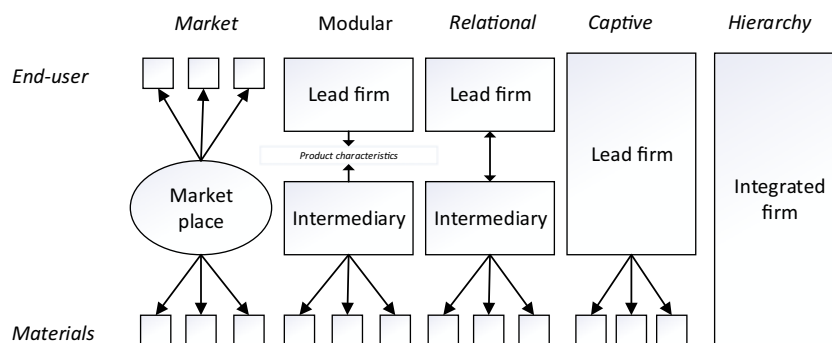 Market Modular Relational Captive Hierarchy
End-user
Lead firm Lead firm
Product characteristics
Lead firm
Market
place
Intermediary Intermediary
Integrated
firm
Materials